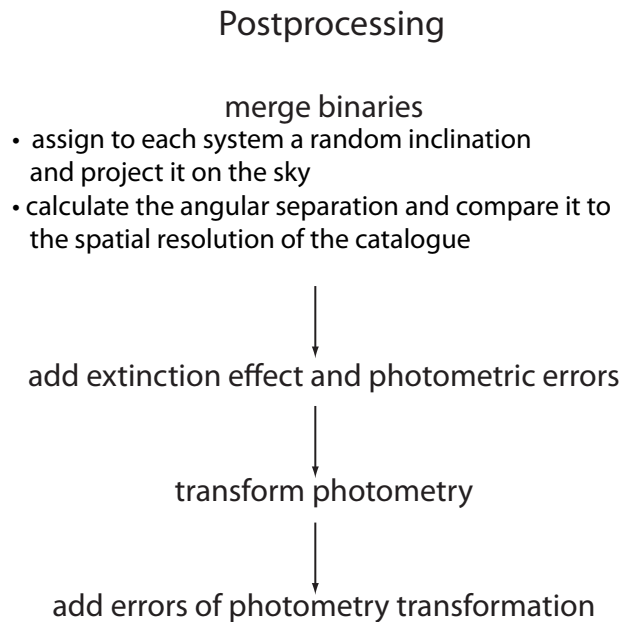 Postprocessing
merge binaries
• assign to each system a random inclination
and project it on the sky
• calculate the angular separation and compare it to
the spatial resolution of the catalogue
add extinction effect and photometric errors
transform photometry
add errors of photometry transformation